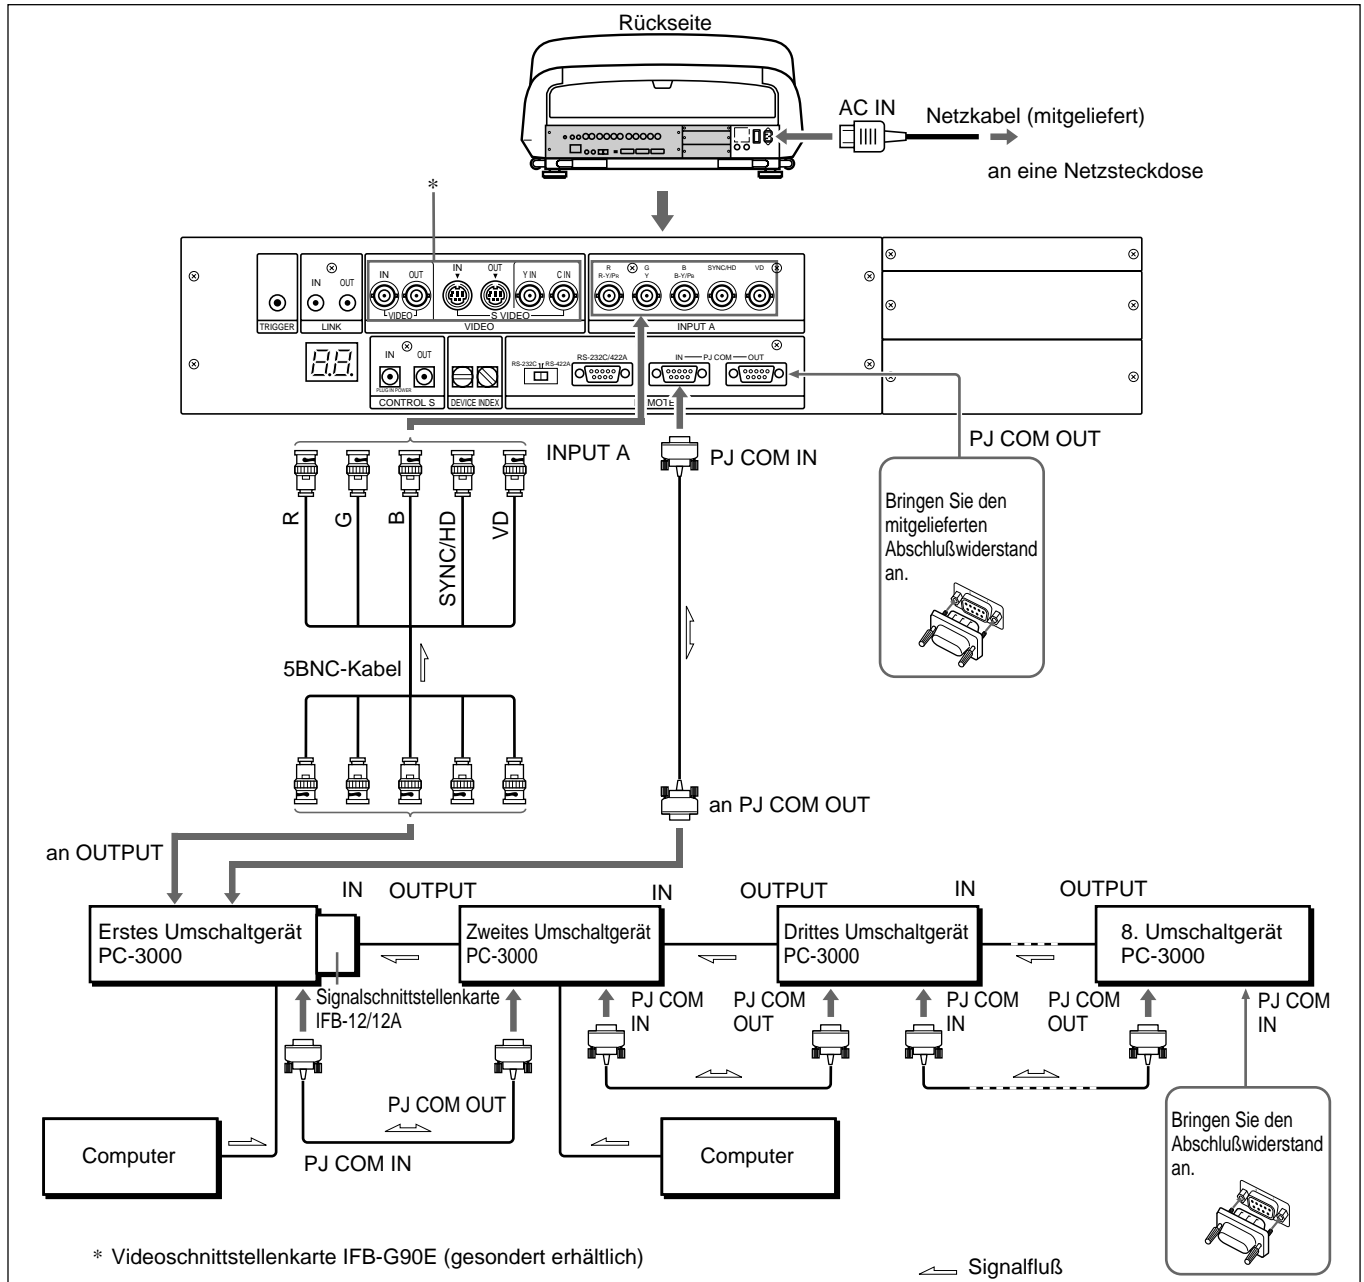 Rückseite
AC IN
Netzkabel (mitgeliefert)
an eine Netzsteckdose
*
TRIGGER
IN OUT
LINK
IN OUT
VIDEO
IN OUT
Y IN C IN
S VIDEO
VIDEO
R G B SYNC/HD VD
R-Y/PR Y B-Y/PB
INPUT A
88
IN OUT
PLUG IN POWER
CONTROL S
DEVICE INDEX
RS-232C RS-422A
RS-232C/422A
IN PJ COM OUT
INPUT A
PJ COM IN
PJ COM OUT
R
G
B
SYNC/HD
VD
Bringen Sie den
mitgelieferten
Abschlußwiderstand
an.
5BNC-Kabel
an PJ COM OUT
an OUTPUT
IN OUTPUT IN OUTPUT IN OUTPUT
Erstes Umschaltgerät
PC-3000
Zweites Umschaltgerät
PC-3000
Drittes Umschaltgerät
PC-3000
8. Umschaltgerät
PC-3000
Signalschnittstellenkarte
IFB-12/12A
PJ COM
IN
PJ COM
OUT
PJ COM
IN
PJ COM
OUT
PJ COM
IN
PJ COM OUT
PJ COM IN
Computer
Computer
Bringen Sie den
Abschlußwiderstand
an.
* Videoschnittstellenkarte IFB-G90E (gesondert erhältlich)
Signalfluß